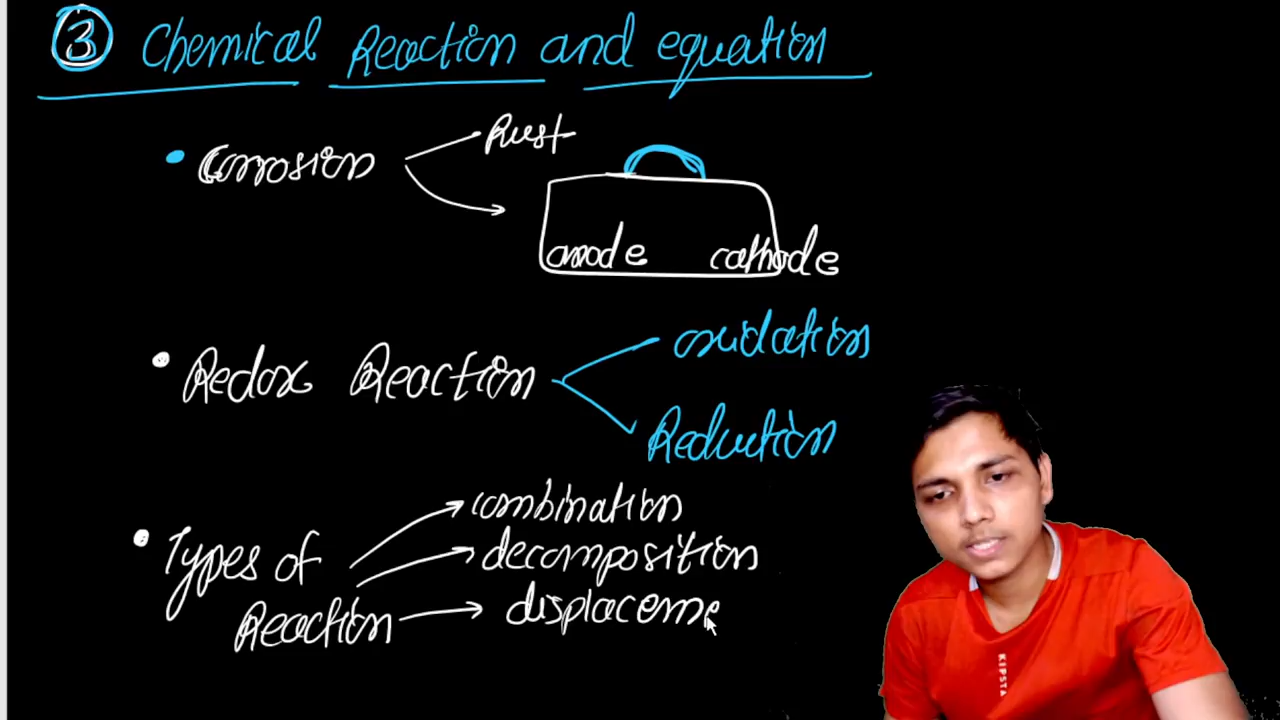 3 Chemical Reaction and equation
Corrosion
Rust
anode cathode
Redox Reaction
oxidation
Reduction
Types of
Reaction
combination
decomposition
displaceme
KIPSTA